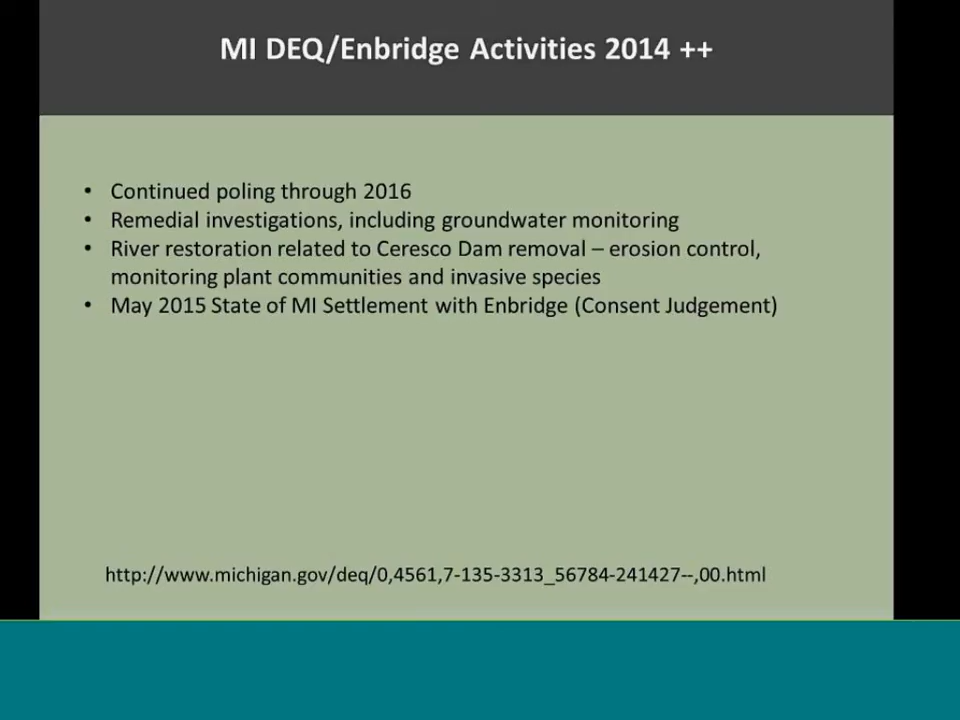 MI DEQ/Enbridge Activities 2014 ++
• Continued poling through 2016
• Remedial investigations, including groundwater monitoring
• River restoration related to Ceresco Dam removal – erosion control,
monitoring plant communities and invasive species
• May 2015 State of MI Settlement with Enbridge (Consent Judgement)
http://www.michigan.gov/deq/0,4561,7-135-3313_56784-241427--,00.html